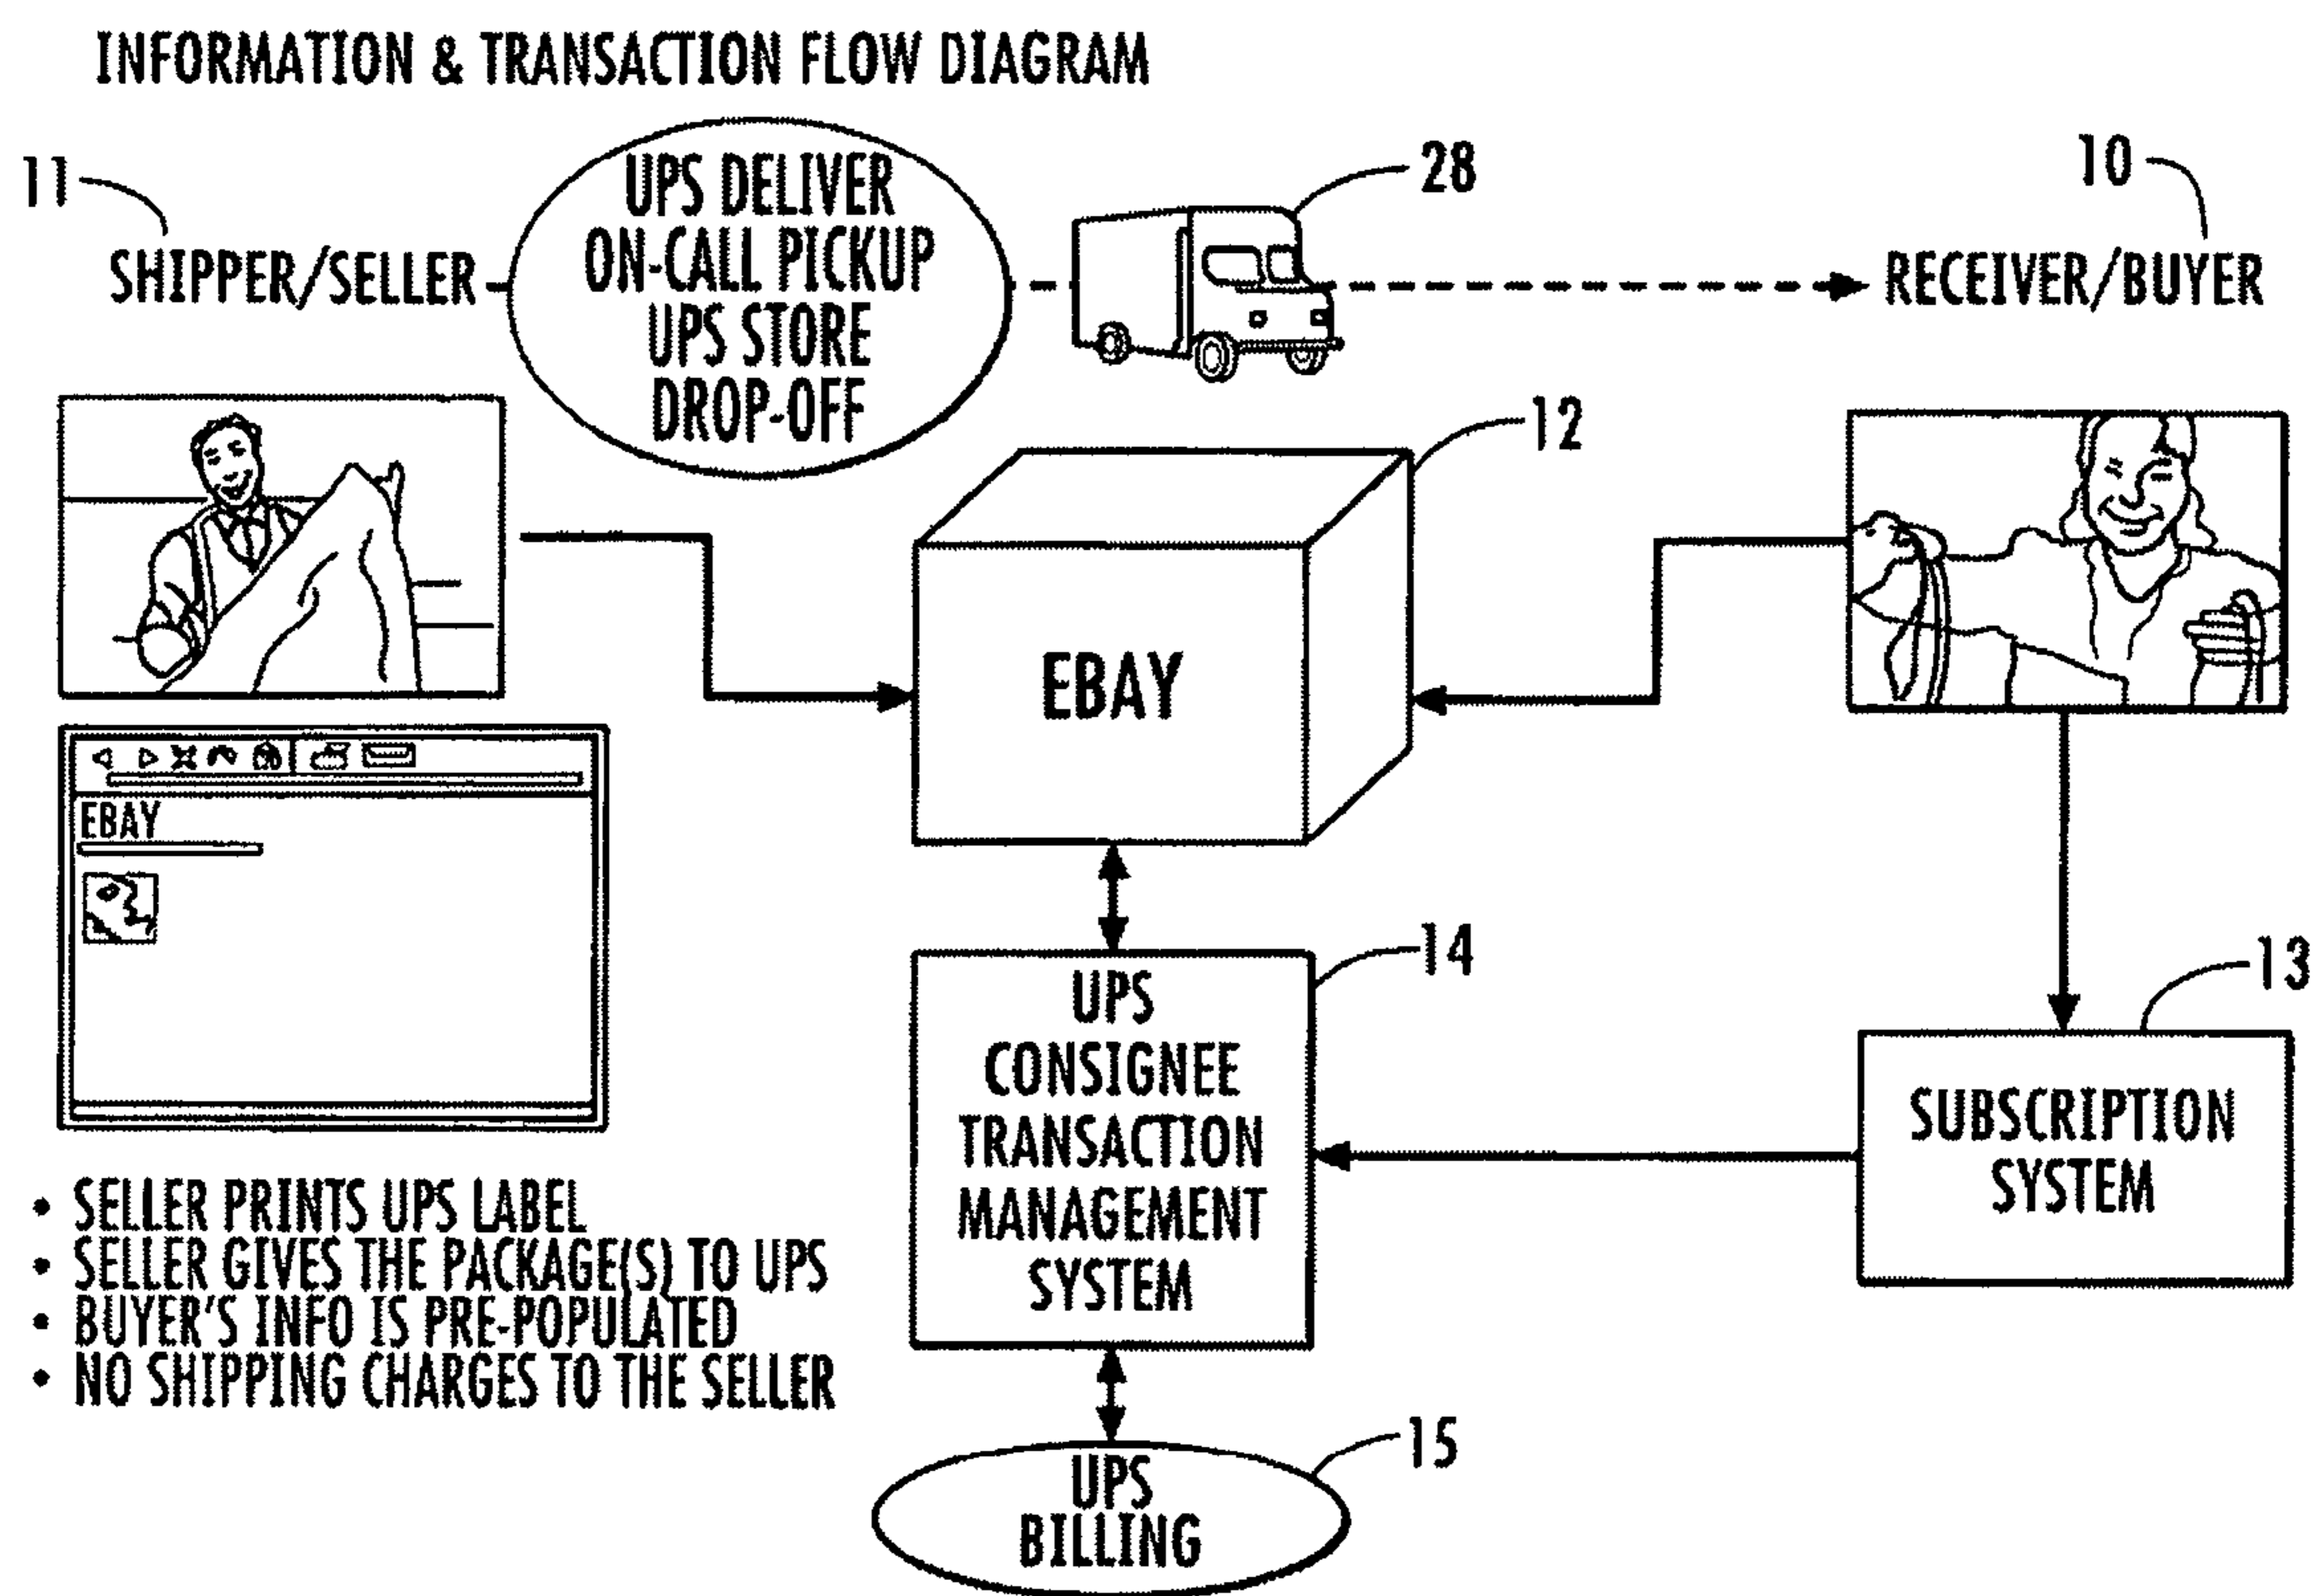 INFORMATION & TRANSACTION FLOW DIAGRAM
11
SHIPPER/SELLER
UPS DELIVER
ON-CALL PICKUP
UPS STORE
DROP-OFF
28
10
RECEIVER/BUYER
12
EBAY
EBAY
14
UPS
CONSIGNEE
TRANSACTION
MANAGEMENT
SYSTEM
13
SUBSCRIPTION
SYSTEM
• SELLER PRINTS UPS LABEL
• SELLER GIVES THE PACKAGE(S) TO UPS
• BUYER'S INFO IS PRE-POPULATED
• NO SHIPPING CHARGES TO THE SELLER
15
UPS
BILLING